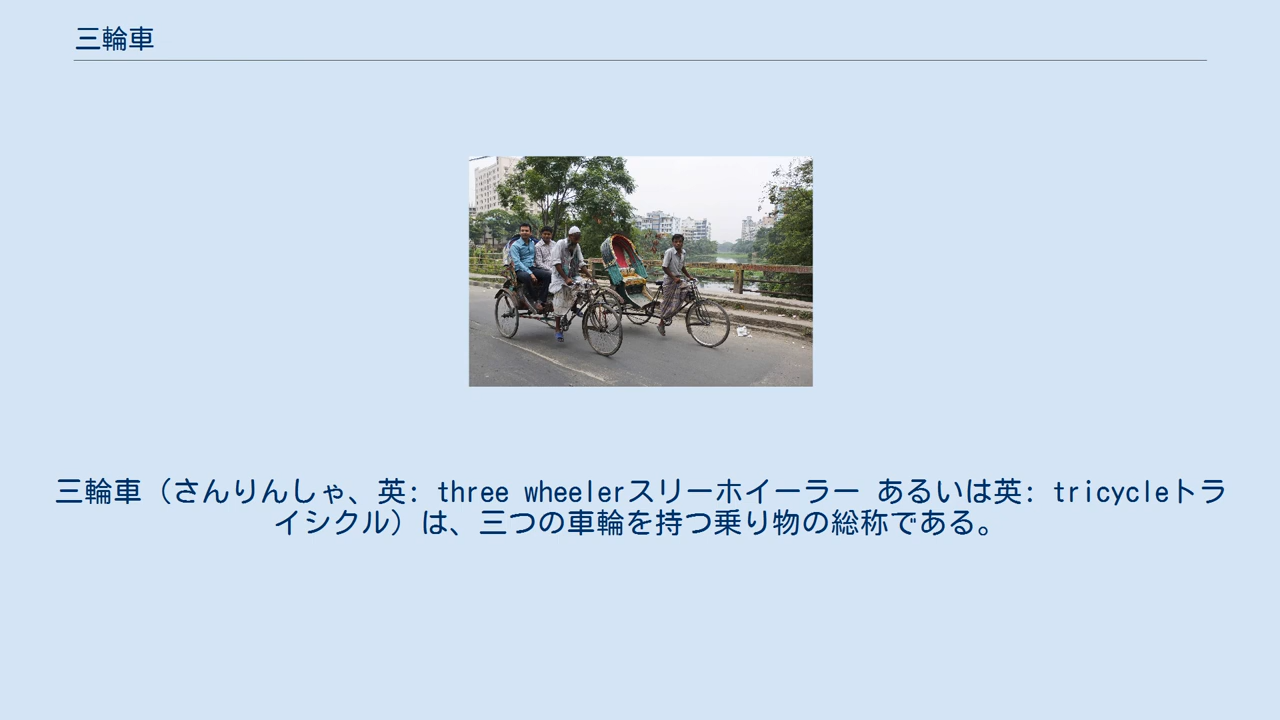 三輪車
三輪車（さんりんしゃ、英: three wheelerスリーホイーラー あるいは英: tricycleトラ
イシクル）は、三つの車輪を持つ乗り物の総称である。